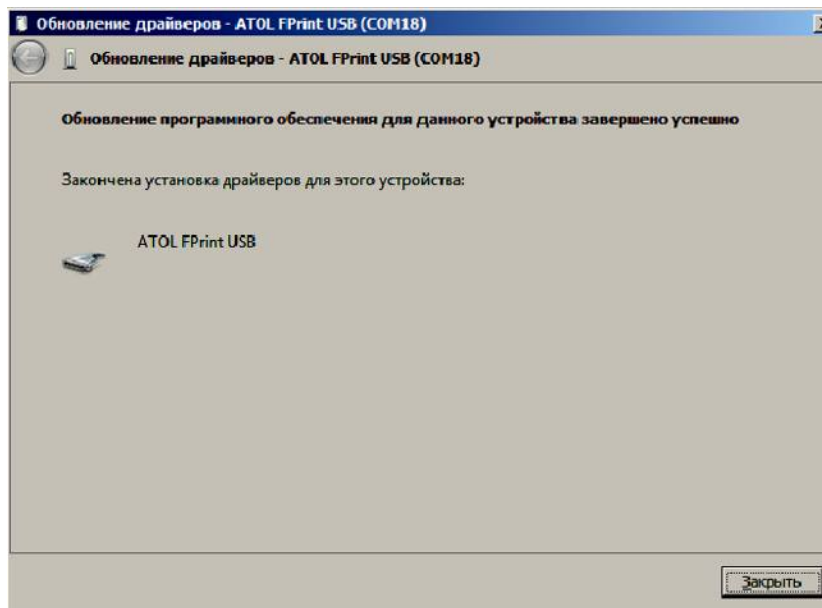 Обновление драйверов - ATOL FPrint USB (COM18)
Обновление драйверов - ATOL FPrint USB (COM18)
Обновление программного обеспечения для данного устройства завершено успешно
Закончена установка драйверов для этого устройства:
ATOL FPrint USB
Закрыть